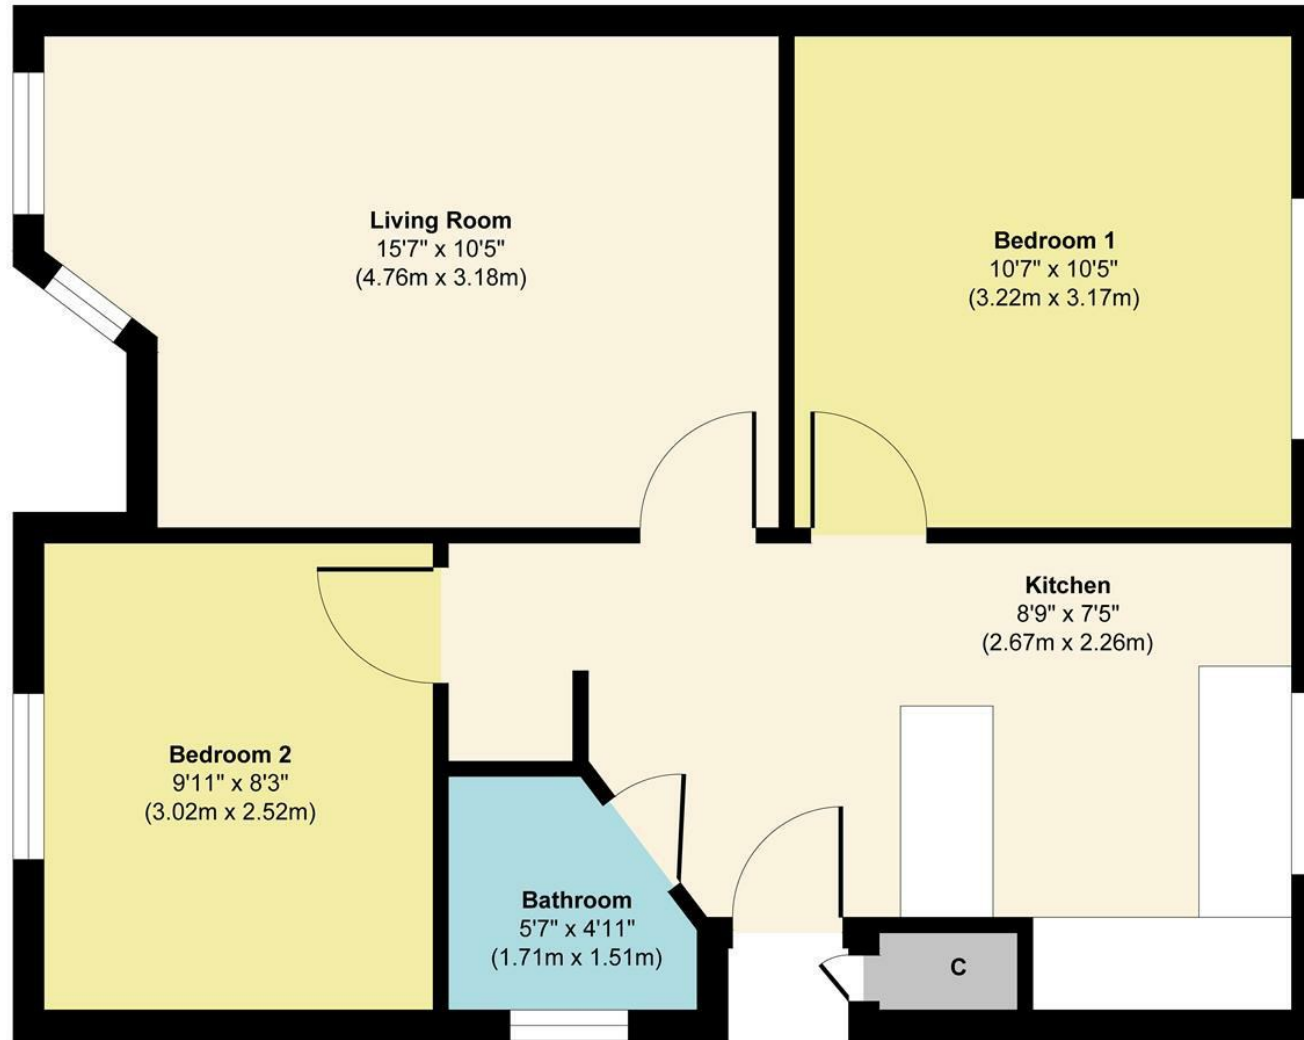 Living Room
15'7" x 10'5"
(4.76m x 3.18m)
Bedroom 1
10'7" x 10'5"
(3.22m x 3.17m)
Kitchen
8'9" x 7'5"
(2.67m x 2.26m)
Bedroom 2
9'11" x 8'3"
(3.02m x 2.52m)
Bathroom
5'7" x 4'11"
(1.71m x 1.51m)
C